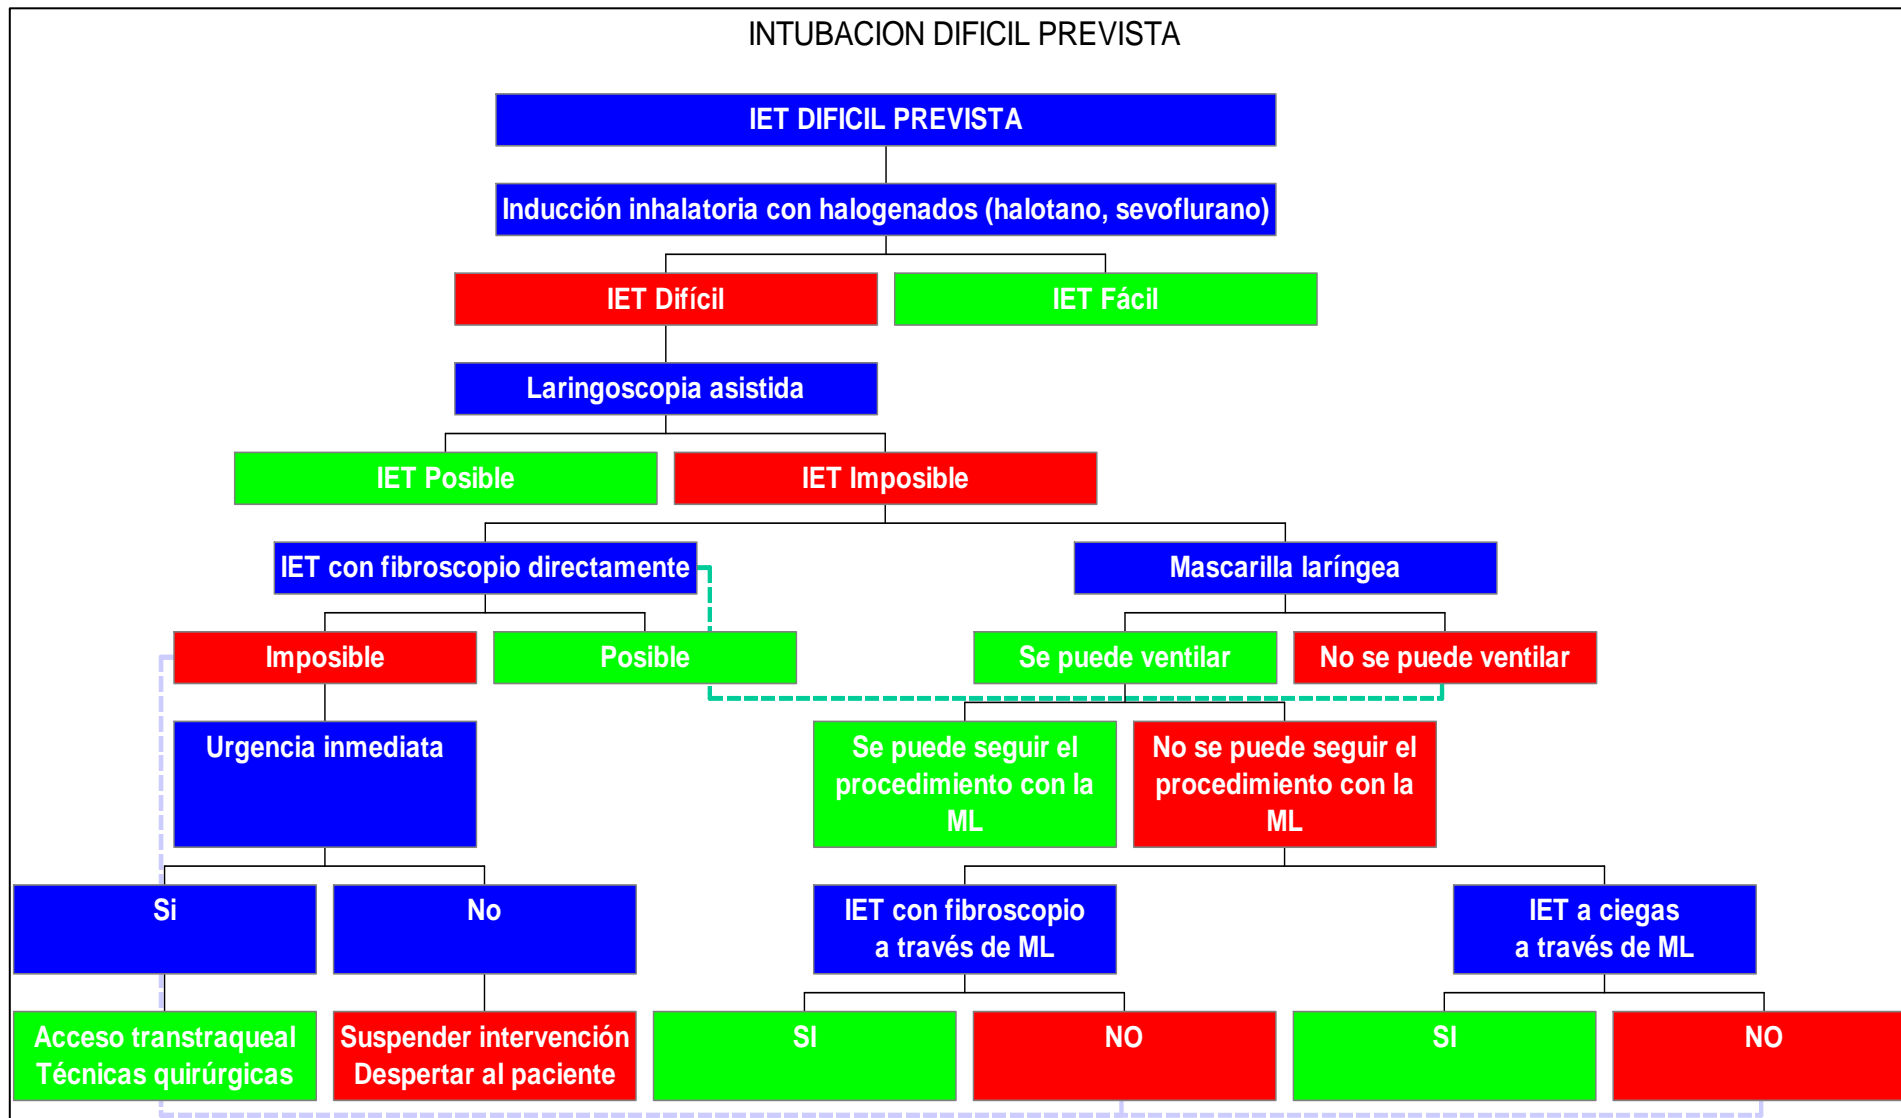 INTUBACION DIFICIL PREVISTA
IET DIFICIL PREVISTA
Inducción inhalatoria con halogenados (halotano, sevoflurano)
IET Difícil
IET Fácil
Laringoscopia asistida
IET Posible
IET Imposible
IET con fibroscopio directamente
Mascarilla laríngea
Imposible
Posible
Se puede ventilar
No se puede ventilar
Urgencia inmediata
Se puede seguir el
procedimiento con la
ML
No se puede seguir el
procedimiento con la
ML
Si
No
IET con fibroscopio
a través de ML
IET a ciegas
a través de ML
Acceso transtraqueal
Técnicas quirúrgicas
Suspender intervención
Despertar al paciente
SI
NO
SI
NO